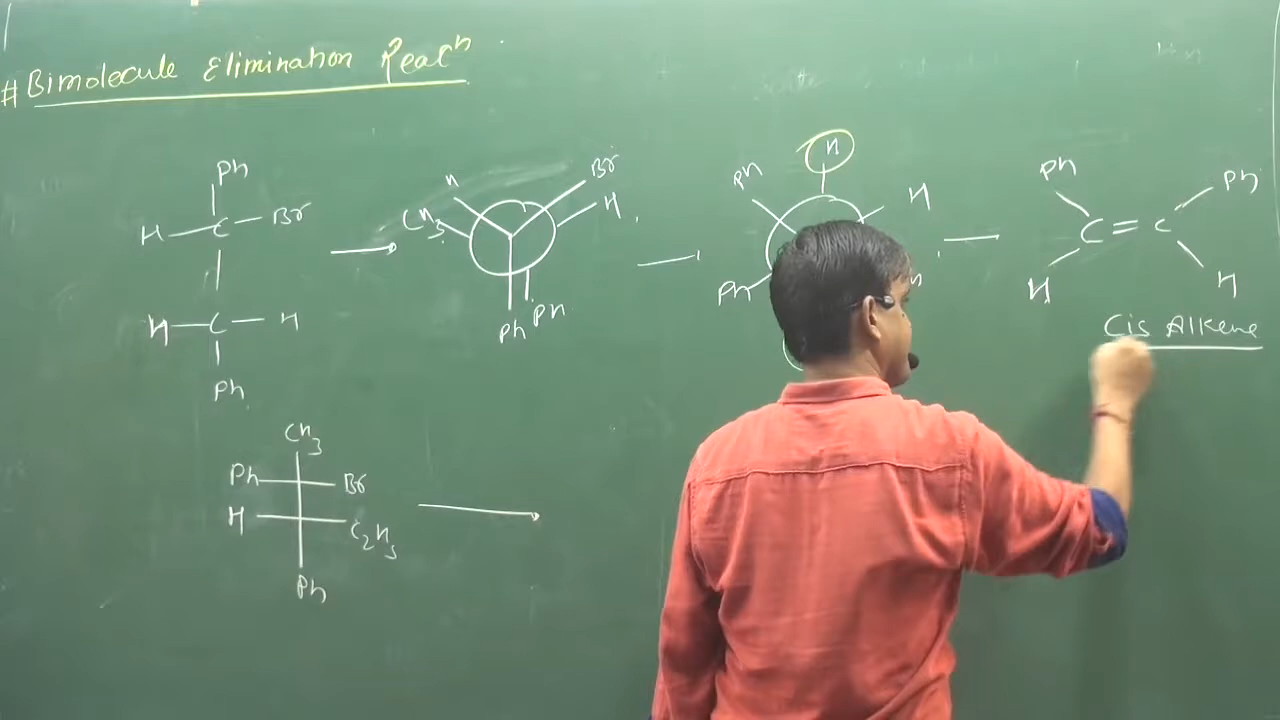 # Bimolecule Elimination Reacⁿ
Ph
H C Br
H C H
Ph
H Br
CH3 H
Ph Ph
H
Ph H
Ph
Ph Ph
C = C
H H
Cis Alkene
CH3
Ph Br
H C2H5
Ph